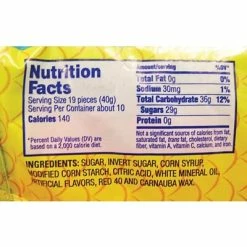 Nutrition
Facts
Serving Size 19 pieces (40g)
Serving Per Container about 10
Calories 140
*Percent Daily Values (DV) are
based on a 2,000 calorie diet.
Amount/serving %DV*
Total Fat 0g 0%
Sodium 30mg 1%
Total Carbohydrate 36g 12%
Sugars 29g
Protein 0g
Not a significant source of calories from fat,
saturated fat, trans fat, cholesterol, dietary
fiber, vitamin A, vitamin C, calcium, and iron.
INGREDIENTS: SUGAR, INVERT SUGAR, CORN SYRUP,
MODIFIED CORN STARCH, CITRIC ACID, WHITE MINERAL OIL,
ARTIFICIAL FLAVORS, RED 40 AND CARNAUBA WAX.